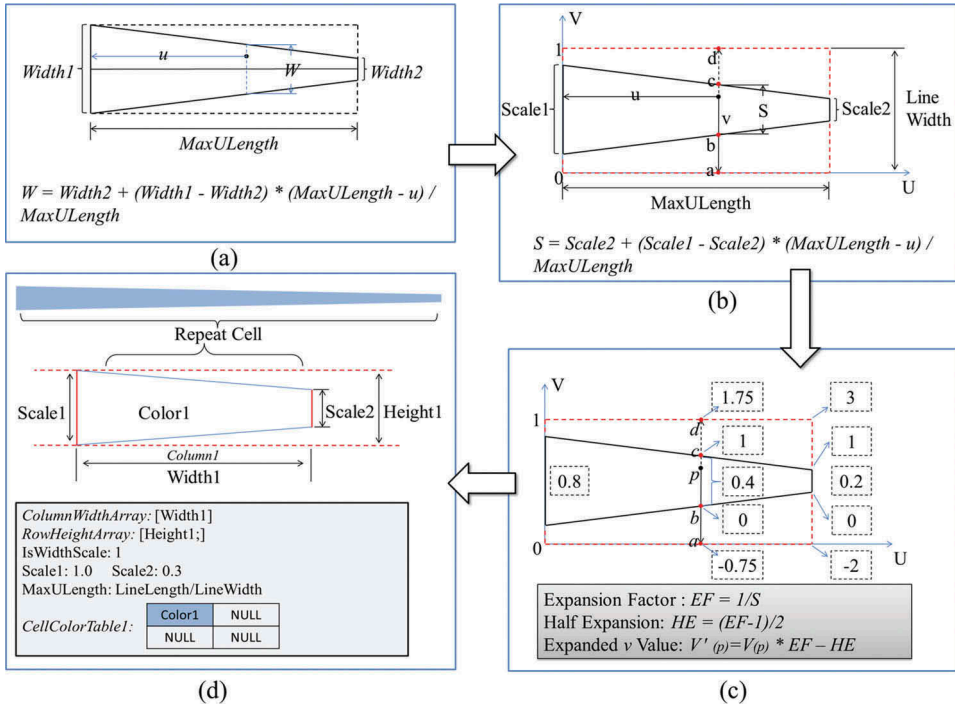 Width1
u
W
Width2
MaxULength
W = Width2 + (Width1 - Width2) * (MaxULength - u) /
MaxULength
(a)
V
1
d
c
Scale1
u
v
S
Scale2
Line
Width
b
a
0
U
MaxULength
S = Scale2 + (Scale1 - Scale2) * (MaxULength - u) /
MaxULength
(b)
Repeat Cell
Scale1
Color1
Scale2
Height1
Column1
Width1
ColumnWidthArray: [Width1]
RowHeightArray: [Height1;]
IsWidthScale: 1
Scale1: 1.0 Scale2: 0.3
MaxULength: LineLength/LineWidth
CellColorTable1:
Color1 NULL
NULL NULL
(d)
V
1.75 3
1
d
c
1 1
p
0.8
0.4 0.2
b
0 0
a
0
U
-0.75 -2
Expansion Factor : EF = 1/S
Half Expansion: HE = (EF-1)/2
Expanded v Value: V' (p)=V(p) * EF – HE
(c)